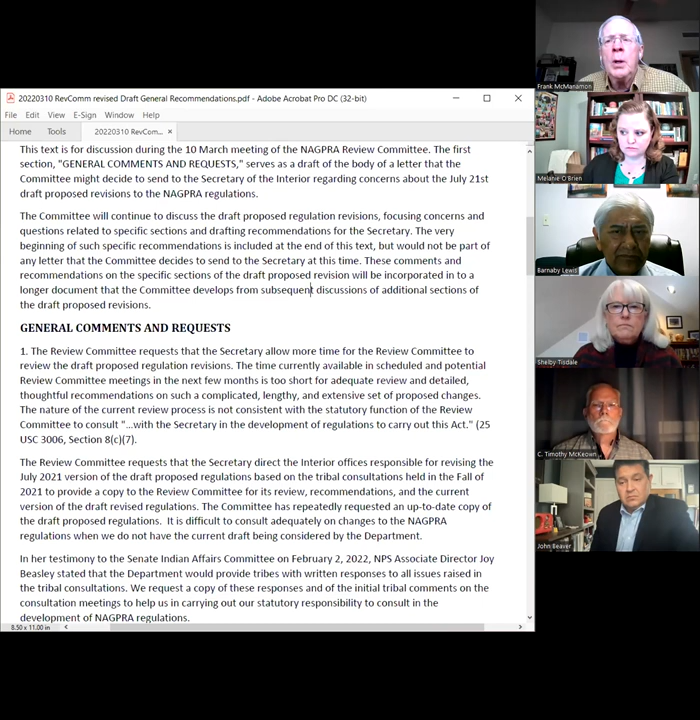 20220310 RevComm revised Draft General Recommendations.pdf - Adobe Acrobat Pro DC (32-bit)
File Edit View E-Sign Window Help
Home Tools 20220310 RevCom... ×
This text is for discussion during the 10 March meeting of the NAGPRA Review Committee. The first
section, "GENERAL COMMENTS AND REQUESTS," serves as a draft of the body of a letter that the
Committee might decide to send to the Secretary of the Interior regarding concerns about the July 21st
draft proposed revisions to the NAGPRA regulations.
The Committee will continue to discuss the draft proposed regulation revisions, focusing concerns and
questions related to specific sections and drafting recommendations for the Secretary. The very
beginning of such specific recommendations is included at the end of this text, but would not be part of
any letter that the Committee decides to send to the Secretary at this time. These comments and
recommendations on the specific sections of the draft proposed revision will be incorporated in to a
longer document that the Committee develops from subsequent discussions of additional sections of
the draft proposed revisions.
GENERAL COMMENTS AND REQUESTS
1. The Review Committee requests that the Secretary allow more time for the Review Committee to
review the draft proposed regulation revisions. The time currently available in scheduled and potential
Review Committee meetings in the next few months is too short for adequate review and detailed,
thoughtful recommendations on such a complicated, lengthy, and extensive set of proposed changes.
The nature of the current review process is not consistent with the statutory function of the Review
Committee to consult "...with the Secretary in the development of regulations to carry out this Act." (25
USC 3006, Section 8(c)(7).
The Review Committee requests that the Secretary direct the Interior offices responsible for revising the
July 2021 version of the draft proposed regulations based on the tribal consultations held in the Fall of
2021 to provide a copy to the Review Committee for its review, recommendations, and the current
version of the draft revised regulations. The Committee has repeatedly requested an up-to-date copy of
the draft proposed regulations. It is difficult to consult adequately on changes to the NAGPRA
regulations when we do not have the current draft being considered by the Department.
In her testimony to the Senate Indian Affairs Committee on February 2, 2022, NPS Associate Director Joy
Beasley stated that the Department would provide tribes with written responses to all issues raised in
the tribal consultations. We request a copy of these responses and of the initial tribal comments on the
consultation meetings to help us in carrying out our statutory responsibility to consult in the
development of NAGPRA regulations.
8.50 x 11.00 in
Frank McManamon
Melanie O'Brien
Barnaby Lewis
Shelby Tisdale
C. Timothy McKeown
John Beaver